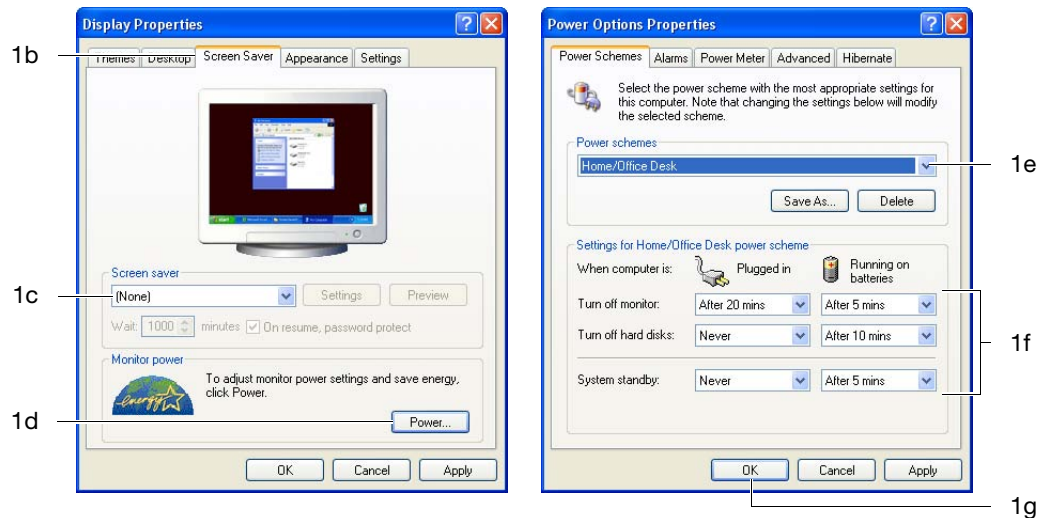 Display Properties
1b
Themes Desktop Screen Saver Appearance Settings
Screen saver
1c
(None)
Settings
Preview
Wait: 1000 minutes On resume, password protect
Monitor power
To adjust monitor power settings and save energy,
click Power.
energy
1d
Power...
OK Cancel Apply
Power Options Properties
Power Schemes Alarms Power Meter Advanced Hibernate
Select the power scheme with the most appropriate settings for
this computer. Note that changing the settings below will modify
the selected scheme.
Power schemes
Home/Office Desk
1e
Save As... Delete
Settings for Home/Office Desk power scheme
When computer is: Plugged in Running on
batteries
Turn off monitor: After 20 mins After 5 mins
Turn off hard disks: Never After 10 mins
1f
System standby: Never After 5 mins
OK Cancel Apply
1g